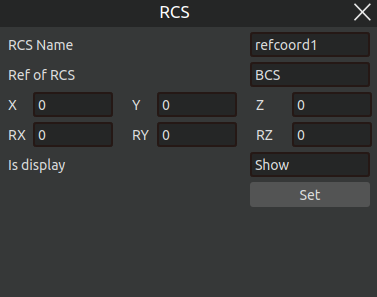 RCS
RCS Name refcoord1
Ref of RCS BCS
X 0 Y 0 Z 0
RX 0 RY 0 RZ 0
Is display Show
Set